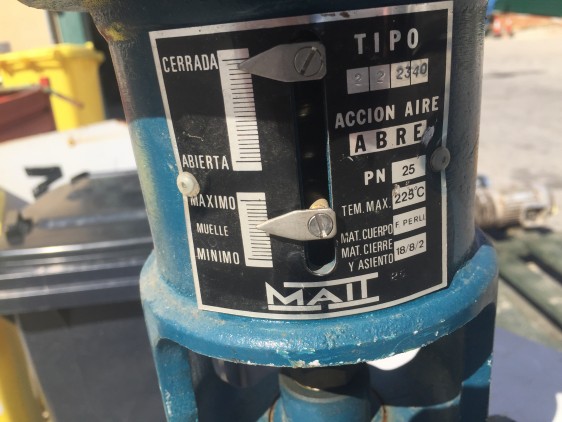 TIPO
2 2 2340
CERRADA
ABIERTA
MAXIMO
MUELLE
MINIMO
ACCION AIRE
ABRE
PN 25
TEM. MAX. 225°C
MAT. CUERPO F. PERLI
MAT. CIERRE
Y ASIENTO 18/8/2